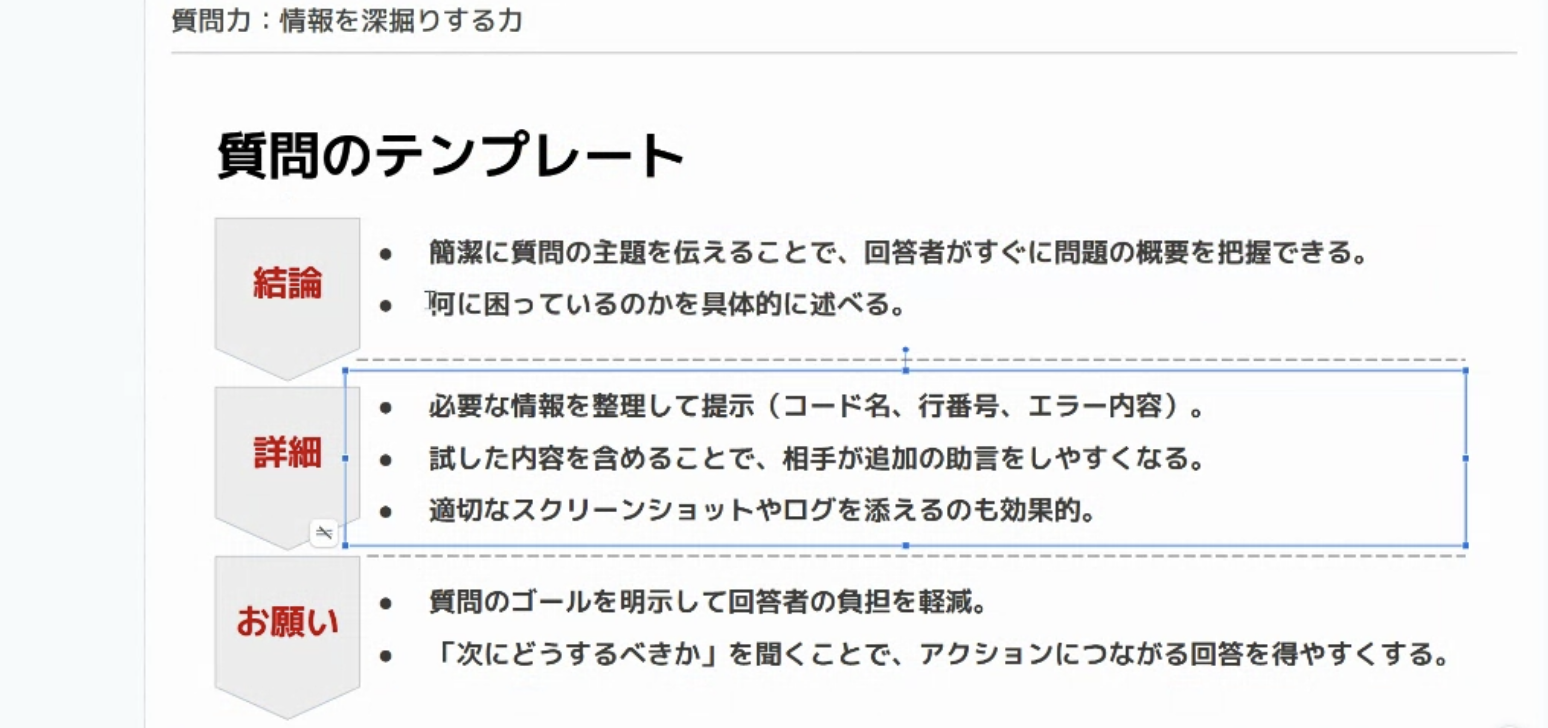 質問力：情報を深掘りする力
質問のテンプレート
結論
● 簡潔に質問の主題を伝えることで、回答者がすぐに問題の概要を把握できる。
● 何に困っているのかを具体的に述べる。
詳細
● 必要な情報を整理して提示（コード名、行番号、エラー内容）。
● 試した内容を含めることで、相手が追加の助言をしやすくなる。
● 適切なスクリーンショットやログを添えるのも効果的。
お願い
● 質問のゴールを明示して回答者の負担を軽減。
● 「次にどうするべきか」を聞くことで、アクションにつながる回答を得やすくする。